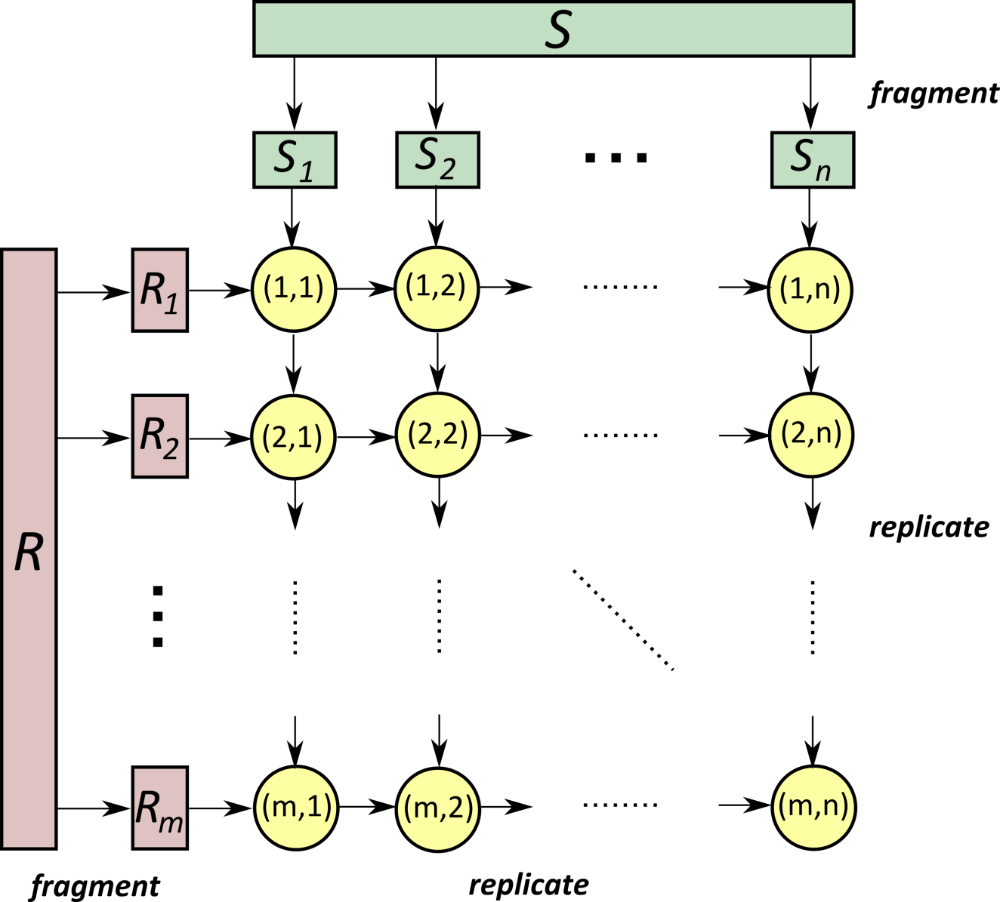 S
fragment
S1 S2 ... Sn
R1 (1,1) (1,2) (1,n)
R2 (2,1) (2,2) (2,n)
replicate
R
Rm (m,1) (m,2) (m,n)
fragment replicate